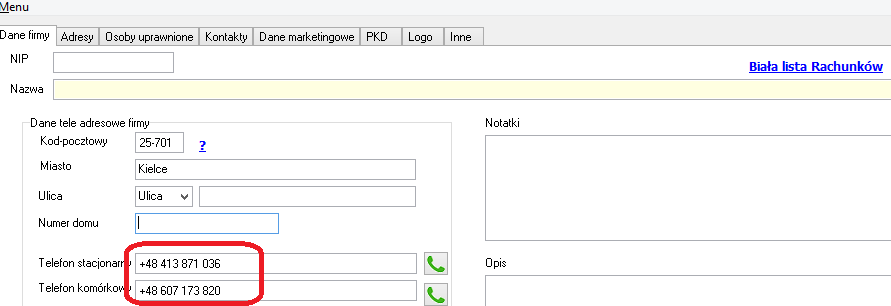 Menu
Dane firmy Adresy Osoby uprawnione Kontakty Dane marketingowe PKD Logo Inne
NIP
Biała lista Rachunków
Nazwa
Dane tele adresowe firmy
Notatki
Kod-pocztowy 25-701 ?
Miasto Kielce
Ulica Ulica
Numer domu
Telefon stacjonarny +48 413 871 036
Opis
Telefon komórkowy +48 607 173 820